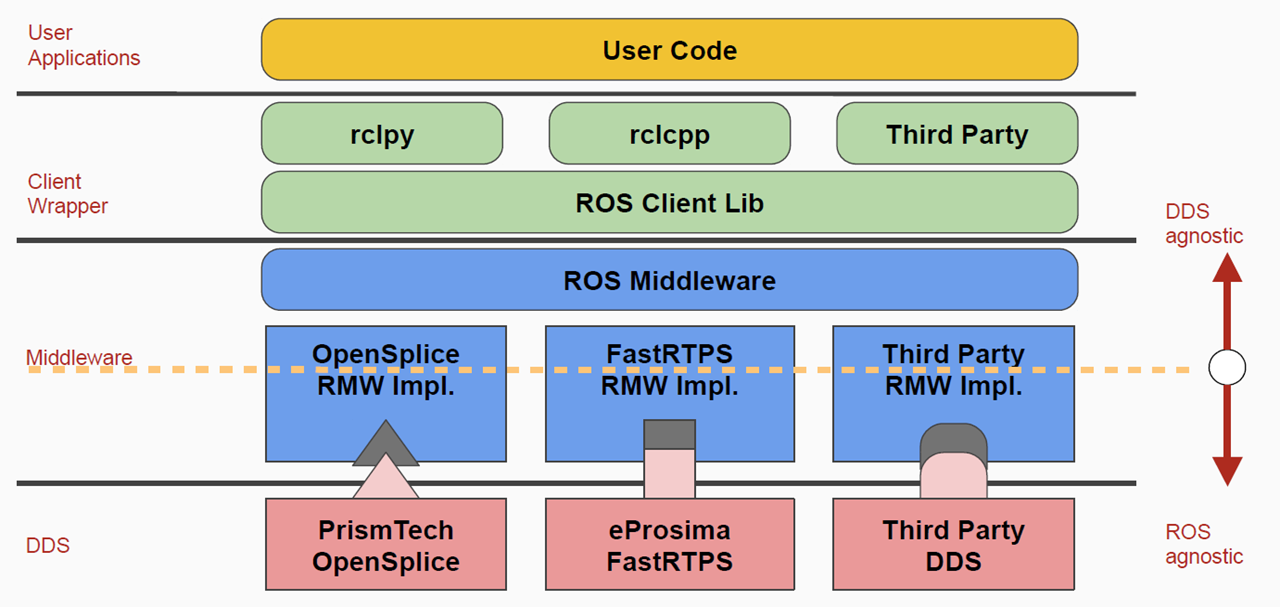 User
Applications
User Code
rclpy
rclcpp
Third Party
Client
Wrapper
ROS Client Lib
DDS
agnostic
ROS Middleware
Middleware
OpenSplice
RMW Impl.
FastRTPS
RMW Impl.
Third Party
RMW Impl.
DDS
PrismTech
OpenSplice
eProsima
FastRTPS
Third Party
DDS
ROS
agnostic